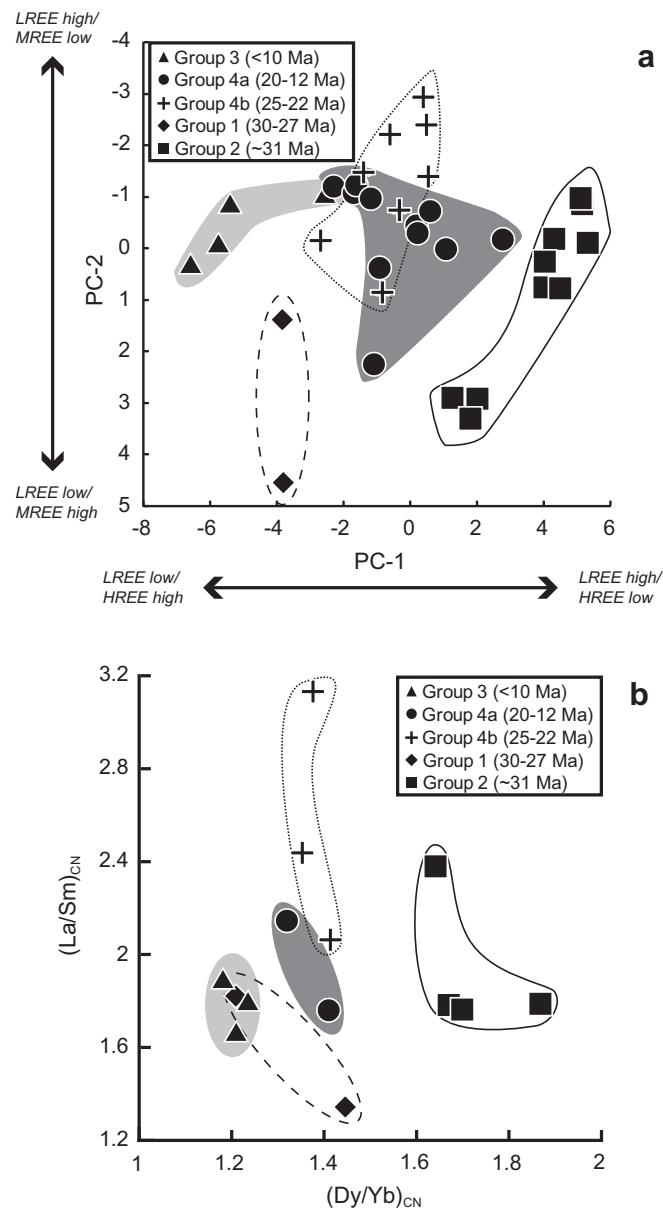 LREE high/
MREE low
a
-4
-3
-2
-1
0
1
2
3
4
5
PC-2
Group 3 (<10 Ma)
Group 4a (20-12 Ma)
Group 4b (25-22 Ma)
Group 1 (30-27 Ma)
Group 2 (~31 Ma)
LREE low/
MREE high
-8 -6 -4 -2 0 2 4 6
PC-1
LREE low/
HREE high
LREE high/
HREE low
b
3.2
2.8
2.4
2
1.6
1.2
(La/Sm)CN
Group 3 (<10 Ma)
Group 4a (20-12 Ma)
Group 4b (25-22 Ma)
Group 1 (30-27 Ma)
Group 2 (~31 Ma)
1 1.2 1.4 1.6 1.8 2
(Dy/Yb)CN